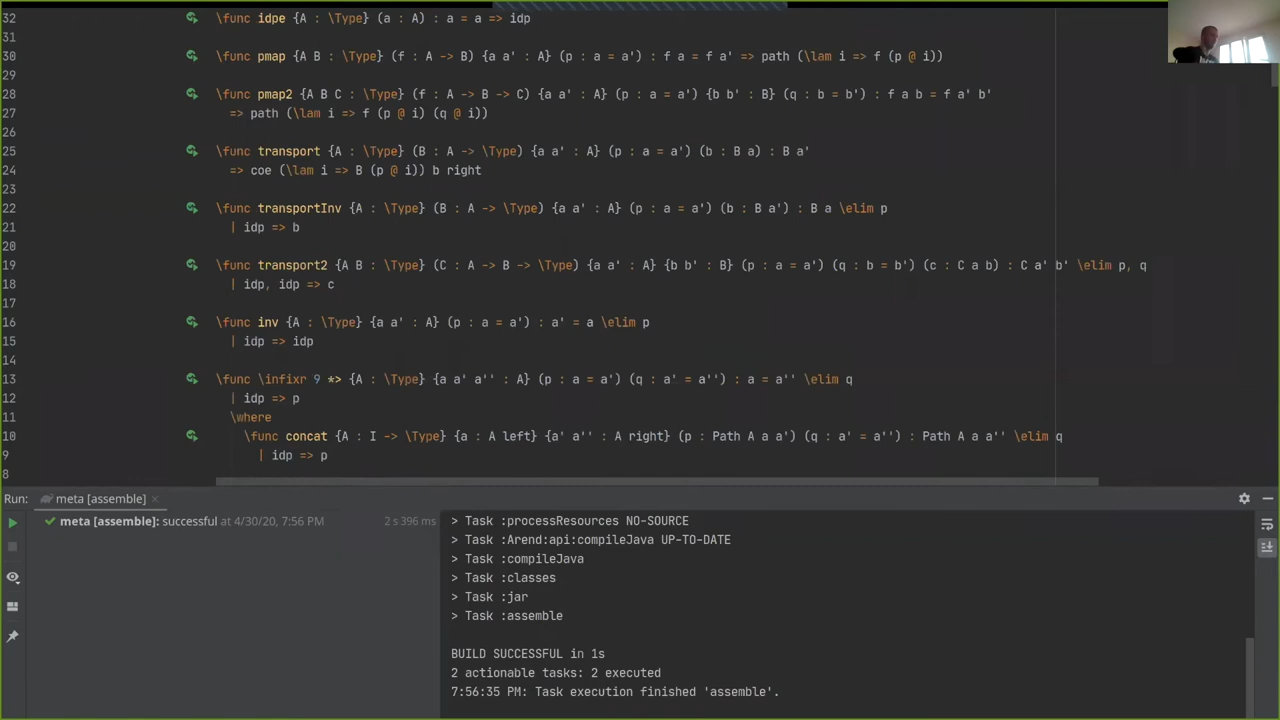 32 \func idpe {A : \Type} (a : A) : a = a => idp
31
30 \func pmap {A B : \Type} (f : A -> B) {a a' : A} (p : a = a') : f a = f a' => path (\lam i => f (p @ i))
29
28 \func pmap2 {A B C : \Type} (f : A -> B -> C) {a a' : A} (p : a = a') {b b' : B} (q : b = b') : f a b = f a' b'
27 => path (\lam i => f (p @ i) (q @ i))
26
25 \func transport {A : \Type} (B : A -> \Type) {a a' : A} (p : a = a') (b : B a) : B a'
24 => coe (\lam i => B (p @ i)) b right
23
22 \func transportInv {A : \Type} (B : A -> \Type) {a a' : A} (p : a = a') (b : B a') : B a \elim p
21 | idp => b
20
19 \func transport2 {A B : \Type} (C : A -> B -> \Type) {a a' : A} {b b' : B} (p : a = a') (q : b = b') (c : C a b) : C a' b' \elim p, q
18 | idp, idp => c
17
16 \func inv {A : \Type} {a a' : A} (p : a = a') : a' = a \elim p
15 | idp => idp
14
13 \func \infixr 9 *> {A : \Type} {a a' a'' : A} (p : a = a') (q : a' = a'') : a = a'' \elim q
12 | idp => p
11 \where
10 \func concat {A : I -> \Type} {a : A left} {a' a'' : A right} (p : Path A a a') (q : a' = a'') : Path A a a'' \elim q
9 | idp => p
8
Run: meta [assemble] ×
meta [assemble]: successful at 4/30/20, 7:56 PM 2 s 396 ms
> Task :processResources NO-SOURCE
> Task :Arend:api:compileJava UP-TO-DATE
> Task :compileJava
> Task :classes
> Task :jar
> Task :assemble
BUILD SUCCESSFUL in 1s
2 actionable tasks: 2 executed
7:56:35 PM: Task execution finished 'assemble'.